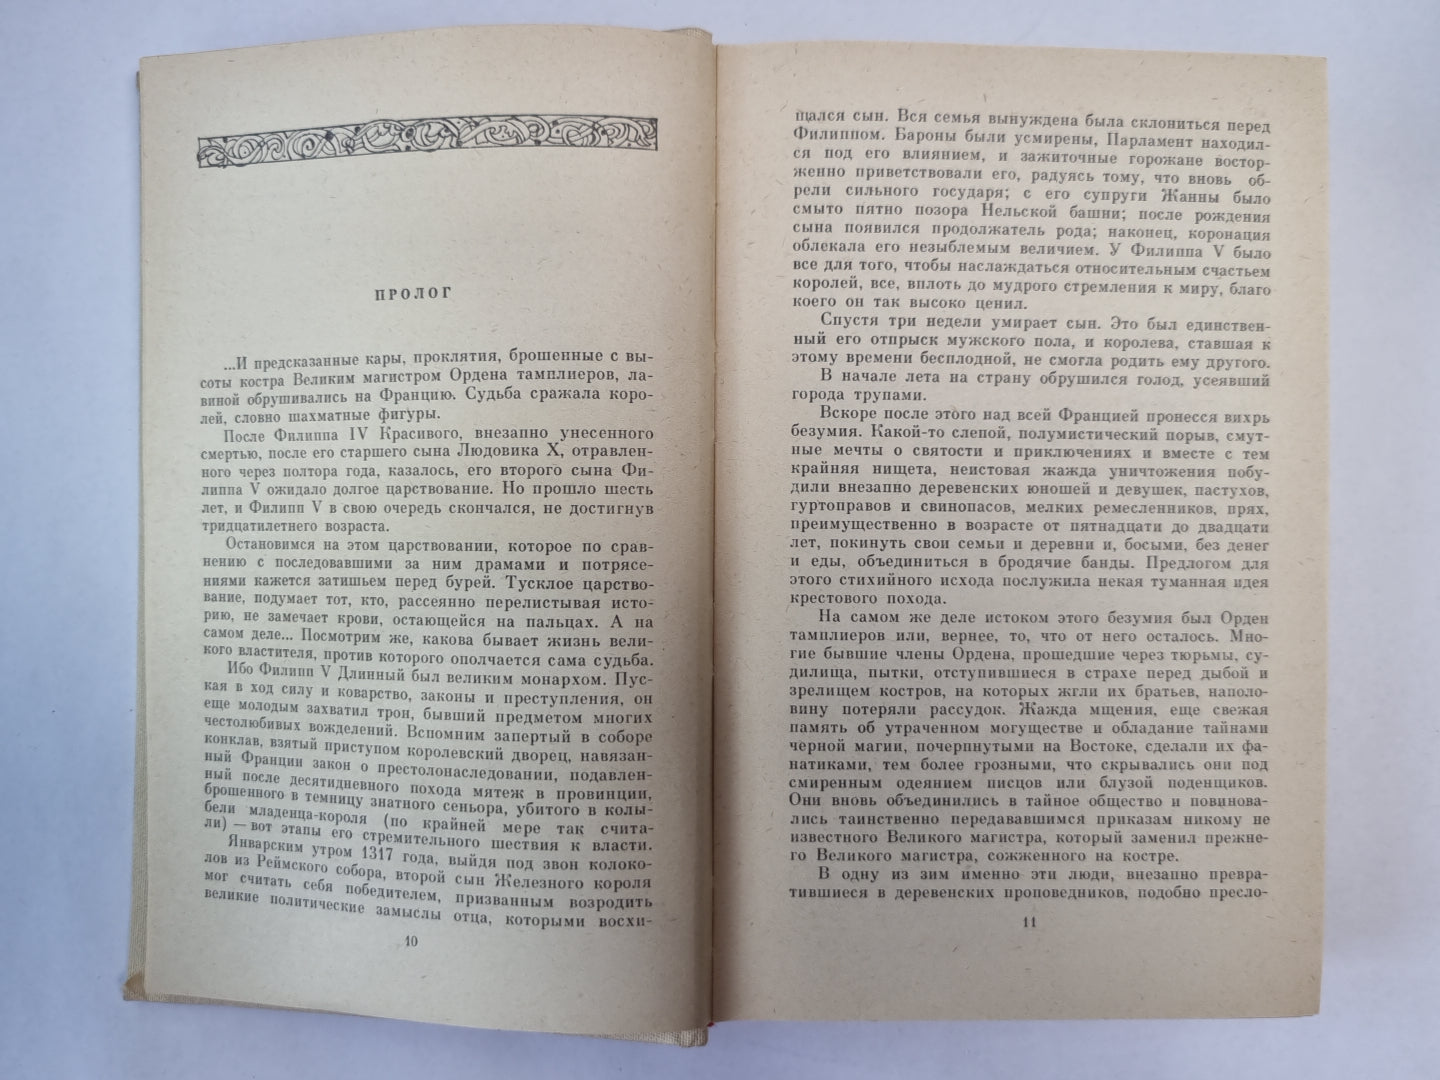 ПРОЛОГ
...И предсказанные кары, проклятия, брошенные с вы-
соты костра Великим магистром Ордена тамплиеров, ла-
виной обрушивались на Францию. Судьба сражала коро-
лей, словно шахматные фигуры.
После Филиппа IV Красивого, внезапно унесенного
смертью, после его старшего сына Людовика X, отравлен-
ного через полтора года, казалось, его второго сына Фи-
липпа V ожидало долгое царствование. Но прошло шесть
лет, и Филипп V в свою очередь скончался, не достигнув
тридцатилетнего возраста.
Остановимся на этом царствовании, которое по срав-
нению с последовавшими за ним драмами и потрясе-
ниями кажется затишьем перед бурей. Тусклое царство-
вание, подумает тот, кто, рассеянно перелистывая исто-
рию, не замечает крови, остающейся на пальцах. А на
самом деле... Посмотрим же, какова бывает жизнь вели-
кого властителя, против которого ополчается сама судьба.
Ибо Филипп V Длинный был великим монархом. Пус-
кая в ход силу и коварство, законы и преступления, он
еще молодым захватил трон, бывший предметом многих
честолюбивых вожделений. Вспомним запертый в соборе
конклав, взятый приступом королевский дворец, навязан-
ный Франции закон о престолонаследовании, подавлен-
ный после десятидневного похода мятеж в провинции,
брошенного в темницу знатного сеньора, убитого в колы-
бели младенца-короля (по крайней мере так счита-
ли) — вот этапы его стремительного шествия к власти.
Январским утром 1317 года, выйдя под звон колоко-
лов из Реймского собора, второй сын Железного короля
мог считать себя победителем, призванным возродить
великие политические замыслы отца, которыми восхи-
10
щался сын. Вся семья вынуждена была склониться перед
Филиппом. Бароны были усмирены, Парламент находил-
ся под его влиянием, и зажиточные горожане востор-
женно приветствовали его, радуясь тому, что вновь об-
рели сильного государя; с его супруги Жанны было
смыто пятно позора Нельской башни; после рождения
сына появился продолжатель рода; наконец, коронация
облекала его незыблемым величием. У Филиппа V было
все для того, чтобы наслаждаться относительным счастьем
королей, все, вплоть до мудрого стремления к миру, благо
коего он так высоко ценил.
Спустя три недели умирает сын. Это был единствен-
ный его отпрыск мужского пола, и королева, ставшая к
этому времени бесплодной, не смогла родить ему другого.
В начале лета на страну обрушился голод, усеявший
города трупами.
Вскоре после этого над всей Францией пронесся вихрь
безумия. Какой-то слепой, полумистический порыв, смут-
ные мечты о святости и приключениях и вместе с тем
крайняя нищета, неистовая жажда уничтожения побу-
дили внезапно деревенских юношей и девушек, пастухов,
гуртоправов и свинопасов, мелких ремесленников, прях,
преимущественно в возрасте от пятнадцати до двадцати
лет, покинуть свои семьи и деревни и, босыми, без денег
и еды, объединиться в бродячие банды. Предлогом для
этого стихийного исхода послужила некая туманная идея
крестового похода.
На самом же деле истоком этого безумия был Орден
тамплиеров или, вернее, то, что от него осталось. Мно-
гие бывшие члены Ордена, прошедшие через тюрьмы, су-
дилища, пытки, отступившиеся в страхе перед дыбой и
зрелищем костров, на которых жгли их братьев, наполо-
вину потеряли рассудок. Жажда мщения, еще свежая
память об утраченном могуществе и обладание тайнами
черной магии, почерпнутыми на Востоке, сделали их фа-
натиками, тем более грозными, что скрывались они под
смиренным одеянием писцов или блузой поденщиков.
Они вновь объединились в тайное общество и повинова-
лись таинственно передававшимся приказам никому не
известного Великого магистра, который заменил прежне-
го Великого магистра, сожженного на костре.
В одну из зим именно эти люди, внезапно превра-
тившиеся в деревенских проповедников, подобно пресло-
11